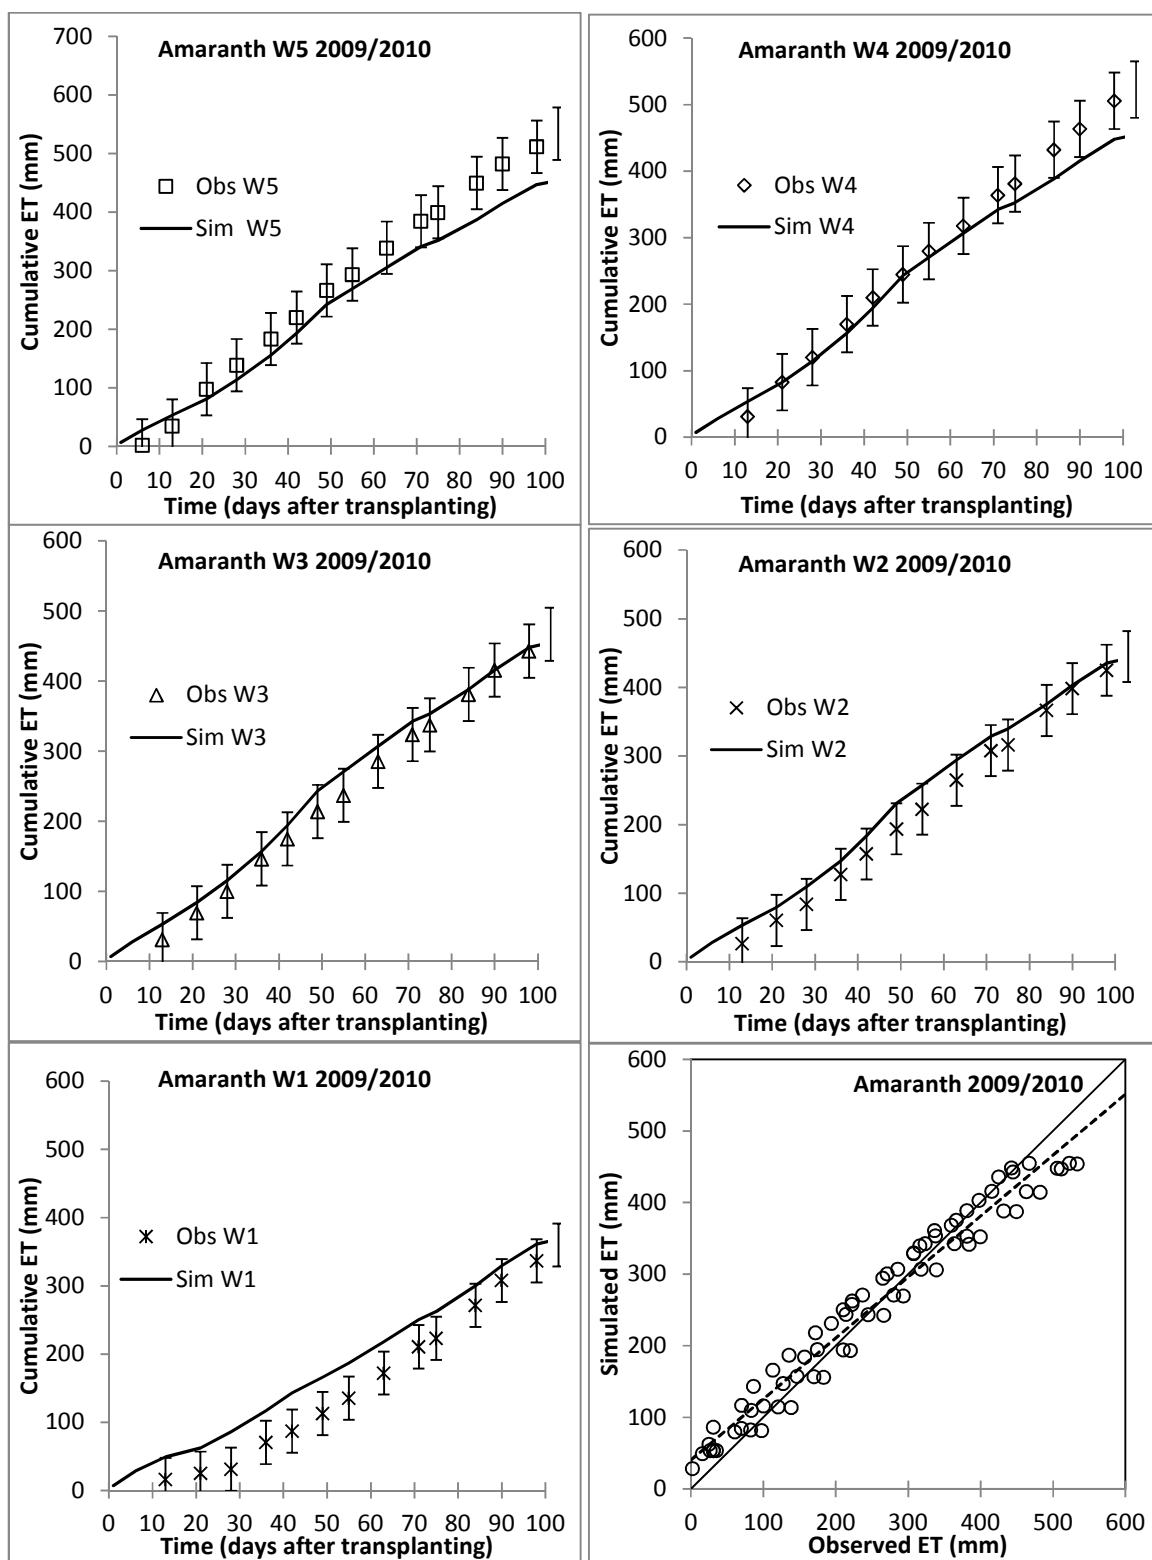 Amaranth W5 2009/2010
700
600
500
400
300
200
100
0
Cumulative ET (mm)
Obs W5
Sim W5
0 10 20 30 40 50 60 70 80 90 100
Time (days after transplanting)
Amaranth W4 2009/2010
600
500
400
300
200
100
0
Cumulative ET (mm)
Obs W4
Sim W4
0 10 20 30 40 50 60 70 80 90 100
Time (days after transplanting)
Amaranth W3 2009/2010
600
500
400
300
200
100
0
Cumulative ET (mm)
Obs W3
Sim W3
0 10 20 30 40 50 60 70 80 90 100
Time (days after transplanting)
Amaranth W2 2009/2010
600
500
400
300
200
100
0
Cumulative ET (mm)
Obs W2
Sim W2
0 10 20 30 40 50 60 70 80 90 100
Time (days after transplanting)
Amaranth W1 2009/2010
600
500
400
300
200
100
0
Cumulative ET (mm)
Obs W1
Sim W1
0 10 20 30 40 50 60 70 80 90 100
Time (days after transplanting)
Amaranth 2009/2010
600
500
400
300
200
100
0
Simulated ET (mm)
0 100 200 300 400 500 600
Observed ET (mm)